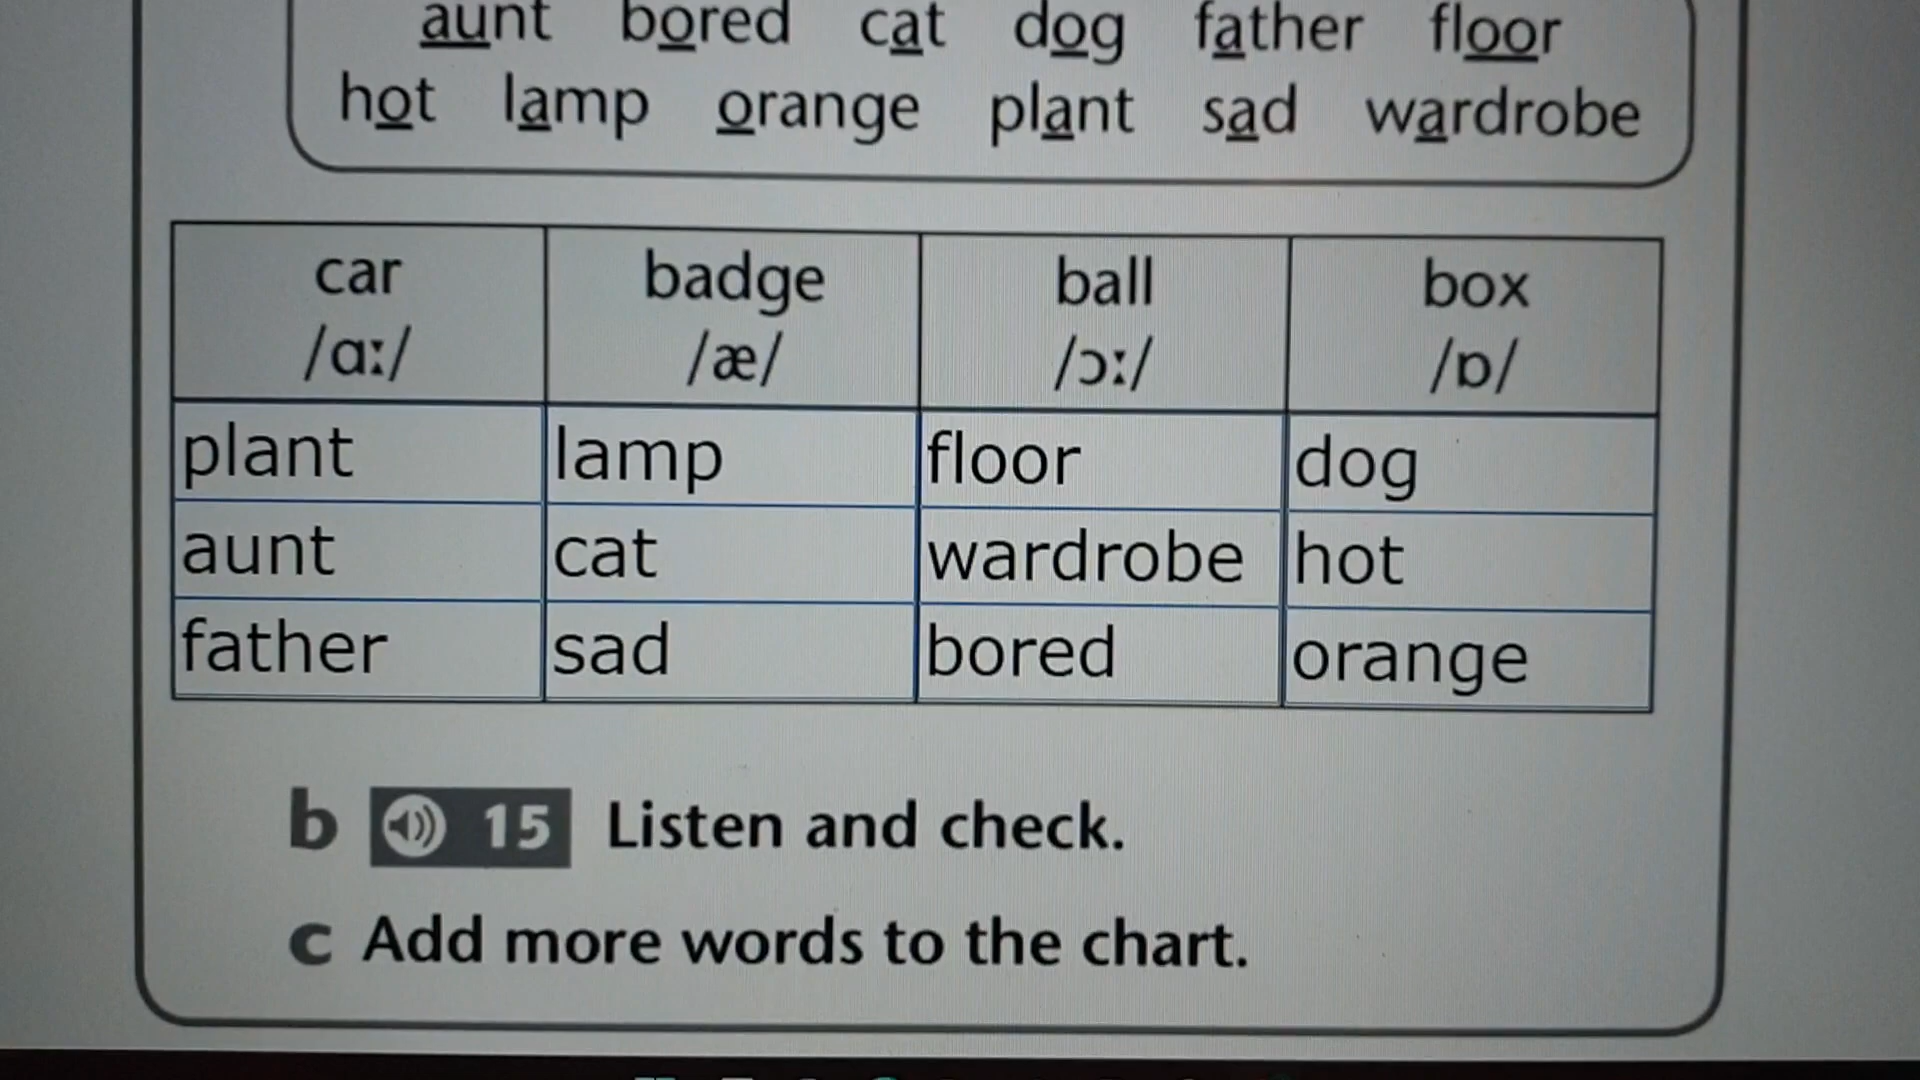 aunt bored cat dog father floor
hot lamp orange plant sad wardrobe
car badge ball box
/ɑː/ /æ/ /ɔː/ /ɒ/
plant lamp floor dog
aunt cat wardrobe hot
father sad bored orange
b 15 Listen and check.
c Add more words to the chart.